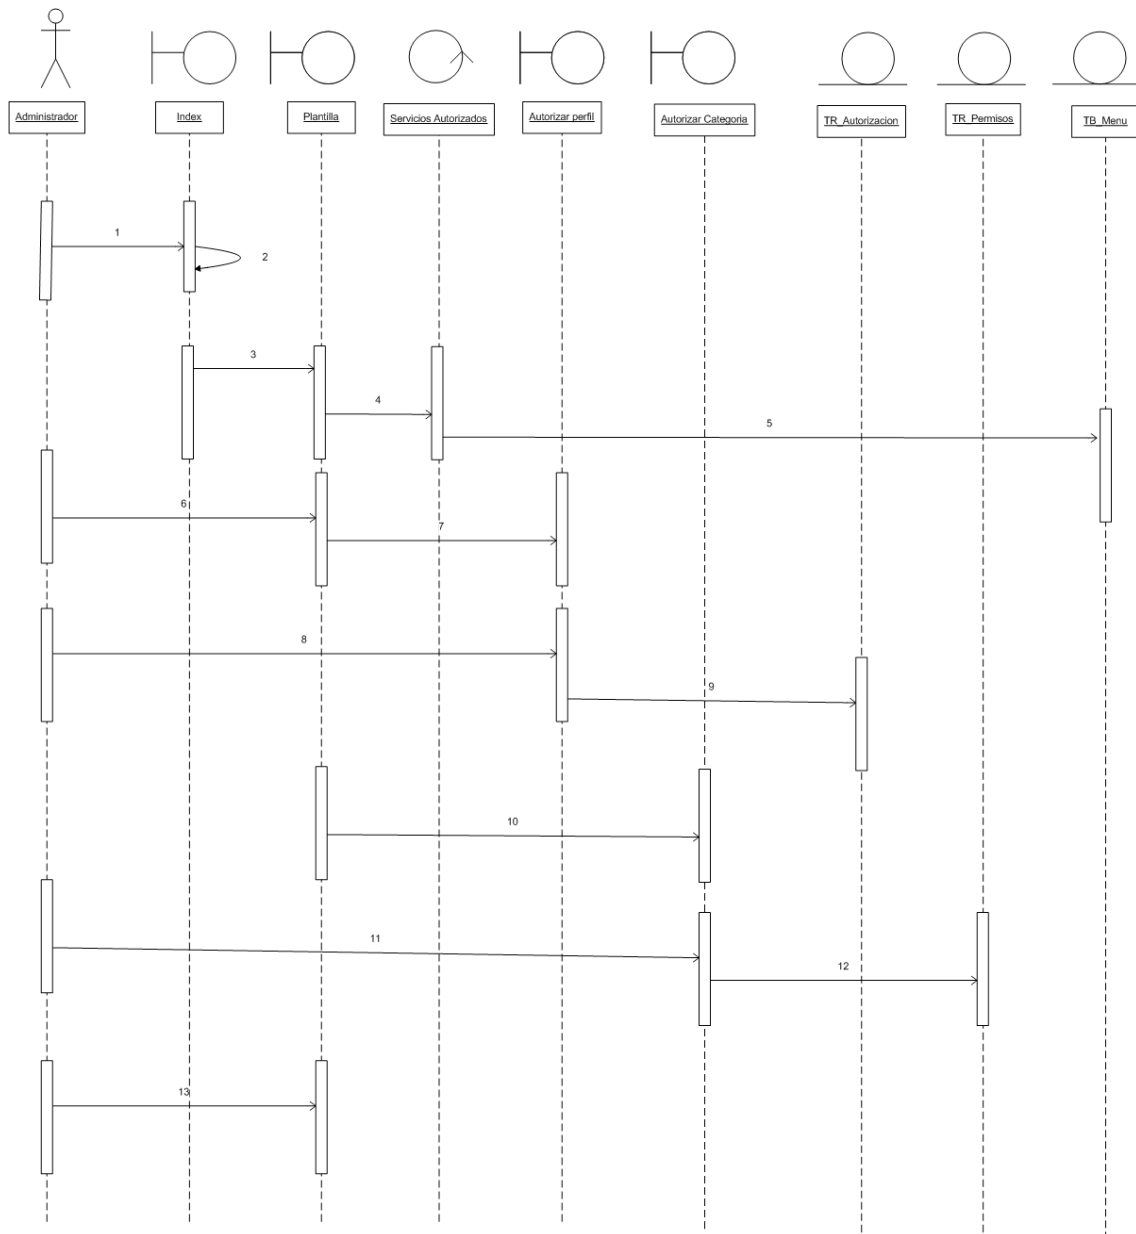 Administrador
Index
Plantilla
Servicios Autorizados
Autorizar perfil
Autorizar Categoria
TR_Autorizacion
TR_Permisos
TB_Menu
1
2
3
4
5
6
7
8
9
10
11
12
13